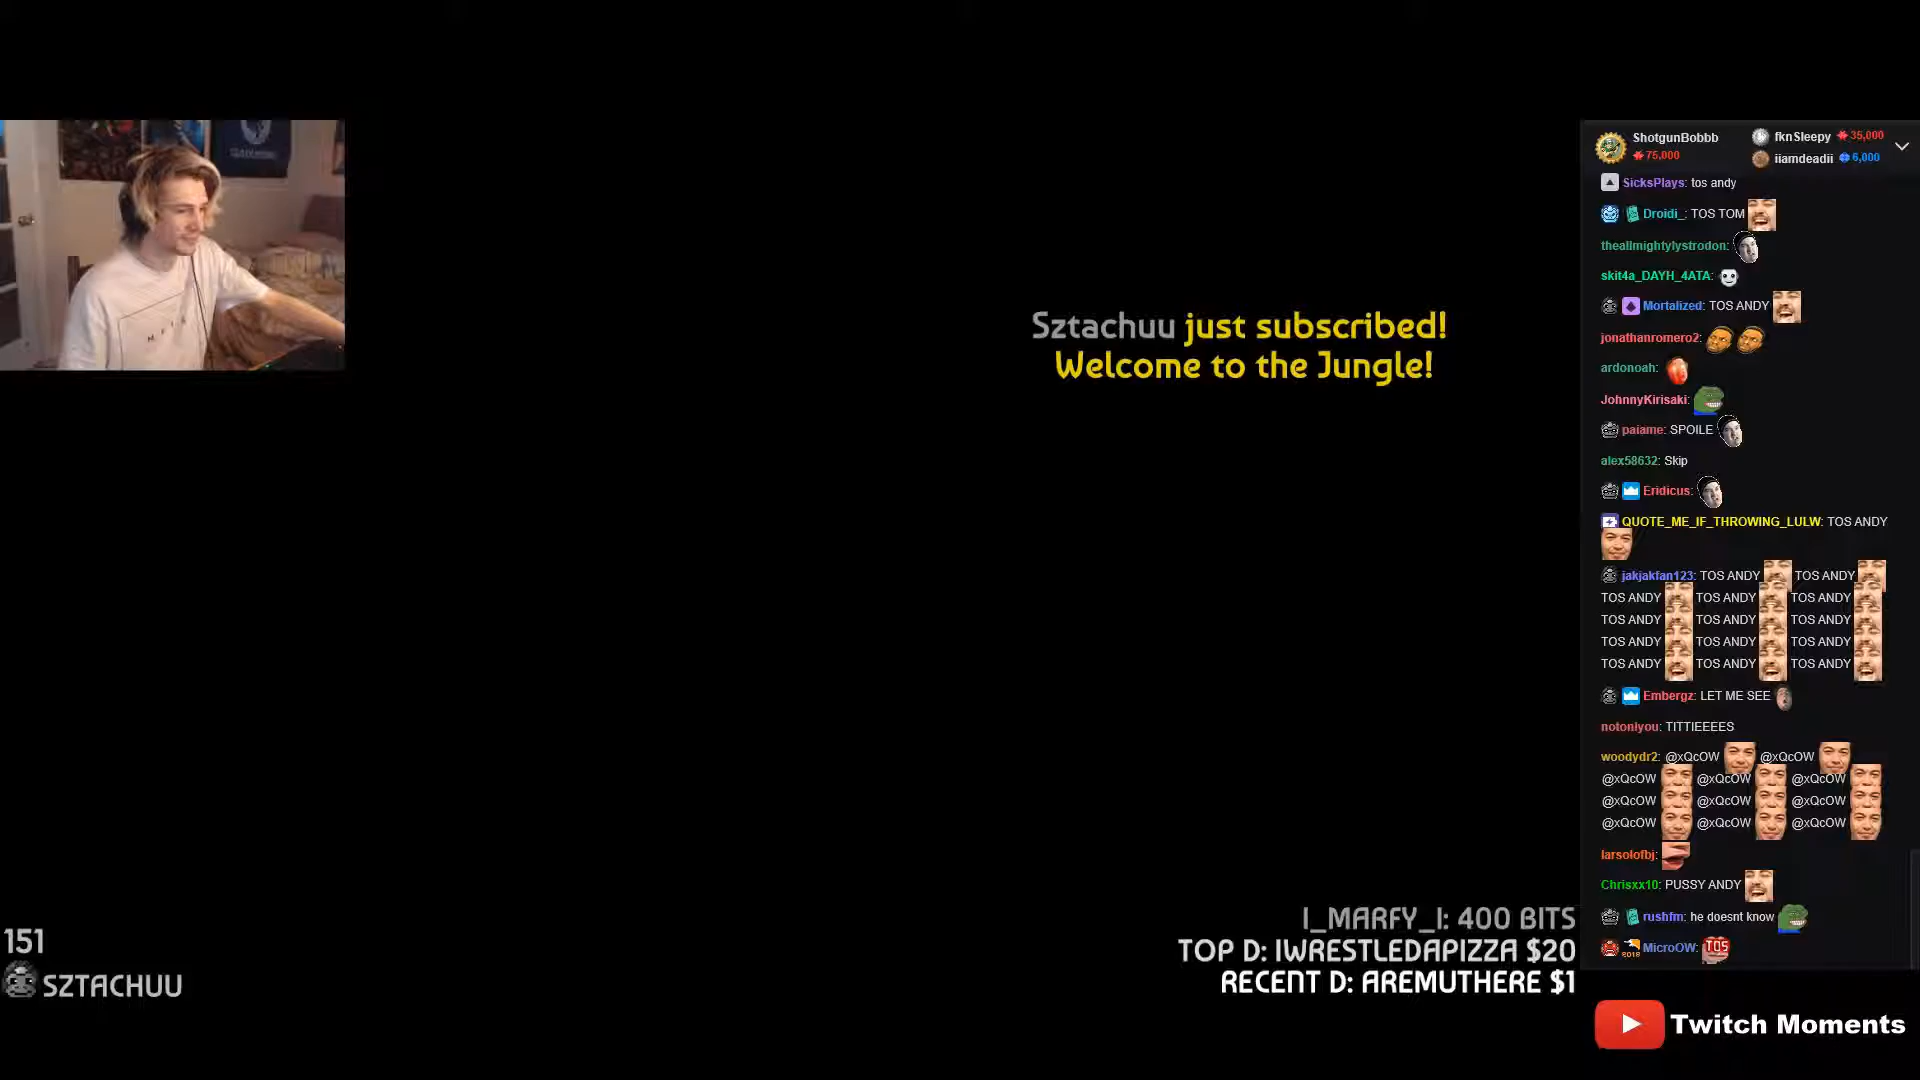 ShotgunBobbb
75,000
fknSleepy 35,000
iiamdeadii 6,000
SicksPlays: tos andy
Droidi_: TOS TOM
theallmightylystrodon:
skit4a_DAYH_4ATA:
Mortalized: TOS ANDY
jonathanromero2:
ardonoah:
JohnnyKirisaki:
paiame: SPOILE
alex58632: Skip
Eridicus:
QUOTE_ME_IF_THROWING_LULW: TOS ANDY
jakjakfan123: TOS ANDY TOS ANDY
TOS ANDY TOS ANDY TOS ANDY
TOS ANDY TOS ANDY TOS ANDY
TOS ANDY TOS ANDY TOS ANDY
TOS ANDY TOS ANDY TOS ANDY
Embergz: LET ME SEE
notoniyou: TITTIEEEES
woodydr2: @xQcOW @xQcOW
@xQcOW @xQcOW @xQcOW
@xQcOW @xQcOW @xQcOW
@xQcOW @xQcOW @xQcOW
larsolofbj:
Chrisxx10: PUSSY ANDY
rushfm: he doesnt know
MicroOW: TOS
Sztachuu just subscribed!
Welcome to the Jungle!
151
SZTACHUU
I_MARFY_I: 400 BITS
TOP D: IWRESTLEDAPIZZA $20
RECENT D: AREMUTHERE $1
Twitch Moments